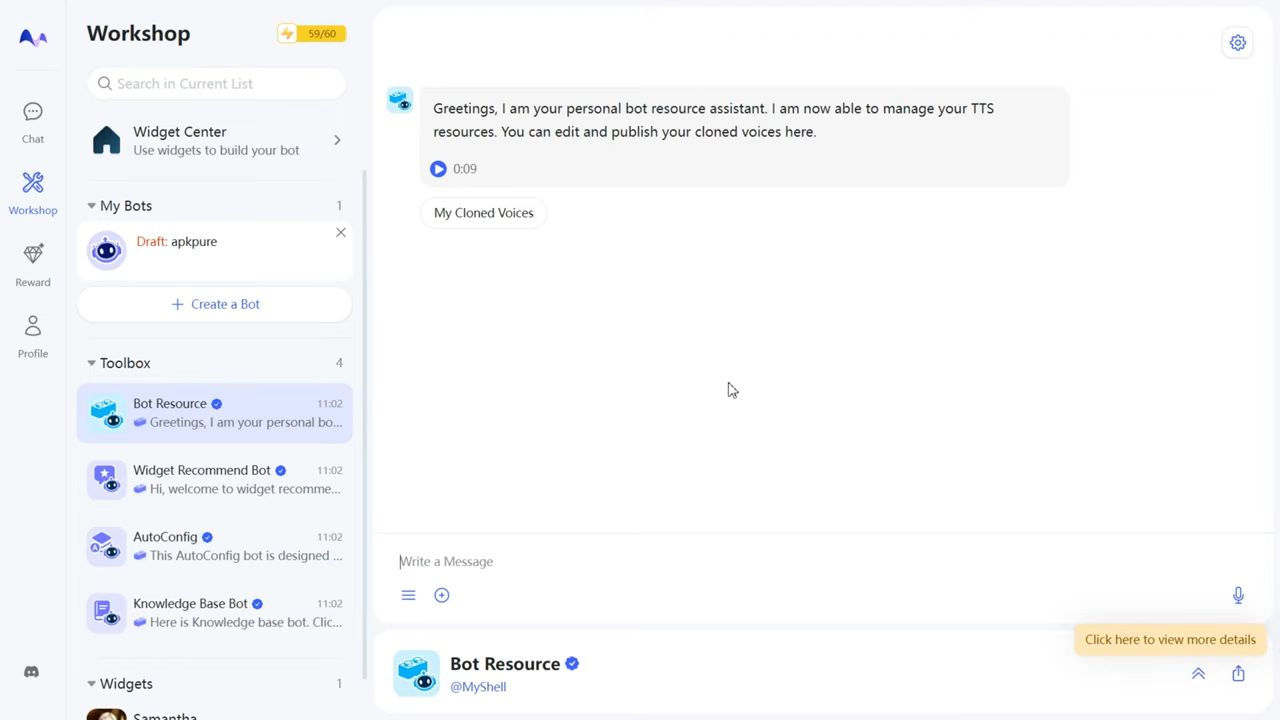 Workshop
59/60
Search in Current List
Chat
Workshop
Reward
Profile
Widget Center
Use widgets to build your bot
My Bots
1
Draft: apkpure
Create a Bot
Toolbox
4
Bot Resource
11:02
Greetings, I am your personal bo...
Widget Recommend Bot
11:02
Hi, welcome to widget recomme...
AutoConfig
11:02
This AutoConfig bot is designed ...
Knowledge Base Bot
11:02
Here is Knowledge base bot. Clic...
Widgets
1
Samantha
Greetings, I am your personal bot resource assistant. I am now able to manage your TTS
resources. You can edit and publish your cloned voices here.
0:09
My Cloned Voices
Write a Message
Click here to view more details
Bot Resource
@MyShell